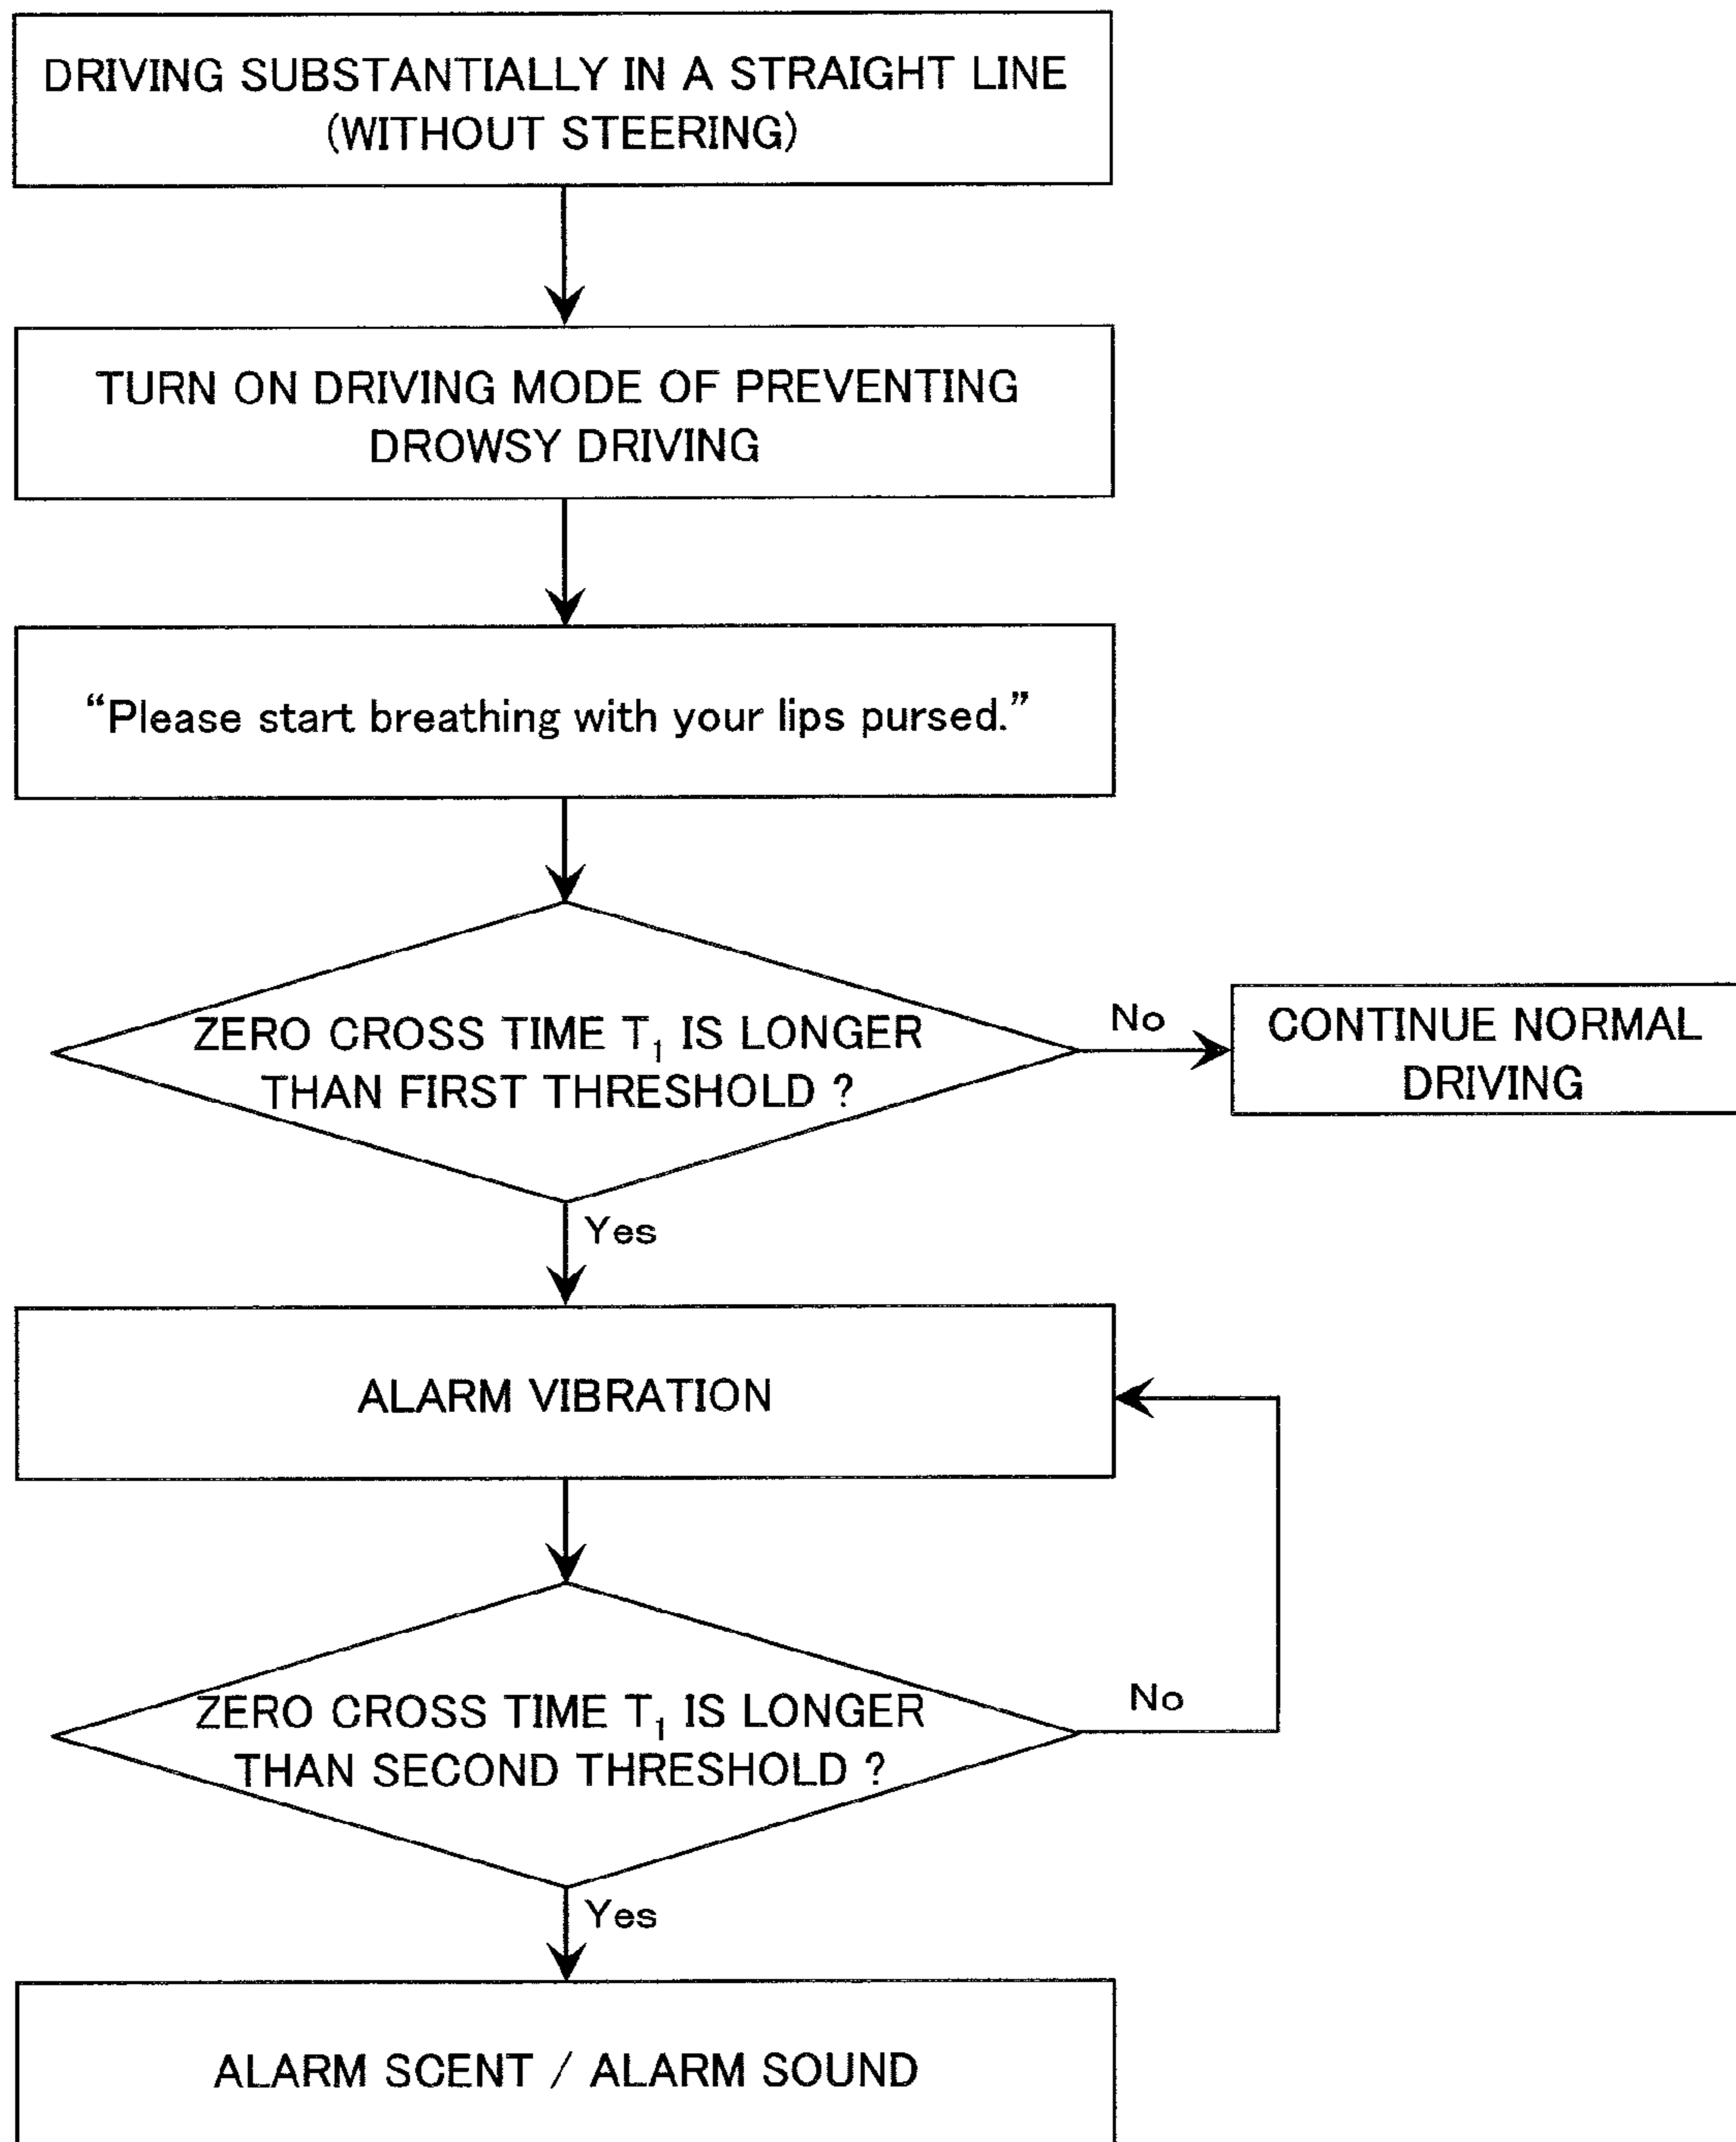 DRIVING SUBSTANTIALLY IN A STRAIGHT LINE
(WITHOUT STEERING)
TURN ON DRIVING MODE OF PREVENTING
DROWSY DRIVING
“Please start breathing with your lips pursed.”
ZERO CROSS TIME T₁ IS LONGER
THAN FIRST THRESHOLD ?
No
CONTINUE NORMAL
DRIVING
Yes
ALARM VIBRATION
ZERO CROSS TIME T₁ IS LONGER
THAN SECOND THRESHOLD ?
No
Yes
ALARM SCENT / ALARM SOUND